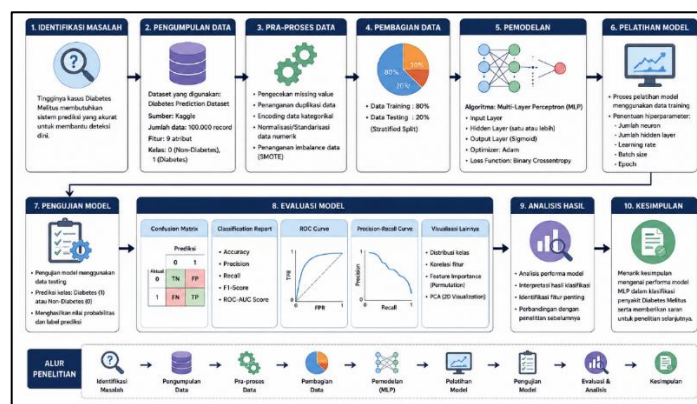 1. IDENTIFIKASI MASALAH
Tingginya kasus Diabetes
Melitus membutuhkan
sistem prediksi yang akurat
untuk membantu deteksi
dini.
2. PENGUMPULAN DATA
Dataset yang digunakan:
Diabetes Prediction Dataset
Sumber: Kaggle
Jumlah data: 100.000 record
Fitur: 9 atribut
Kelas: 0 (Non-Diabetes),
1 (Diabetes)
3. PRA-PROSES DATA
• Pengecekan missing value
• Penanganan duplikasi data
• Encoding data kategorikal
• Normalisasi/Standarisasi
data numerik
• Penanganan imbalance data
(SMOTE)
4. PEMBAGIAN DATA
80%
20%
• Data Training : 80%
• Data Testing : 20%
(Stratified Split)
5. PEMODELAN
Algoritma: Multi-Layer Perceptron (MLP)
• Input Layer
• Hidden Layer (satu atau lebih)
• Output Layer (Sigmoid)
• Optimizer: Adam
• Loss Function: Binary Crossentropy
6. PELATIHAN MODEL
• Proses pelatihan model
menggunakan data training
• Penentuan hiperparameter:
- Jumlah neuron
- Jumlah hidden layer
- Learning rate
- Batch size
- Epoch
7. PENGUJIAN MODEL
• Pengujian model menggunakan
data testing
• Prediksi kelas: Diabetes (1)
atau Non-Diabetes (0)
• Menghasilkan nilai probabilitas
dan label prediksi
8. EVALUASI MODEL
Confusion Matrix
Prediksi
0 1
Aktual
0 TN FP
1 FN TP
Classification Report
• Accuracy
• Precision
• Recall
• F1-Score
• ROC-AUC Score
ROC Curve
TPR
FPR
Precision-Recall Curve
Precision
Recall
Visualisasi Lainnya
• Distribusi kelas
• Korelasi fitur
• Feature Importance
(Permutation)
• PCA (2D Visualization)
9. ANALISIS HASIL
• Analisis performa model
• Interpretasi hasil klasifikasi
• Identifikasi fitur penting
• Perbandingan dengan
penelitian sebelumnya
10. KESIMPULAN
Menarik kesimpulan
mengenai performa model
MLP dalam klasifikasi
penyakit Diabetes Melitus
serta memberikan saran
untuk penelitian selanjutnya.
ALUR
PENELITIAN
Identifikasi
Masalah
Pengumpulan
Data
Pra-proses
Data
Pembagian
Data
Pemodelan
(MLP)
Pelatihan
Model
Pengujian
Model
Evaluasi &
Analisis
Kesimpulan